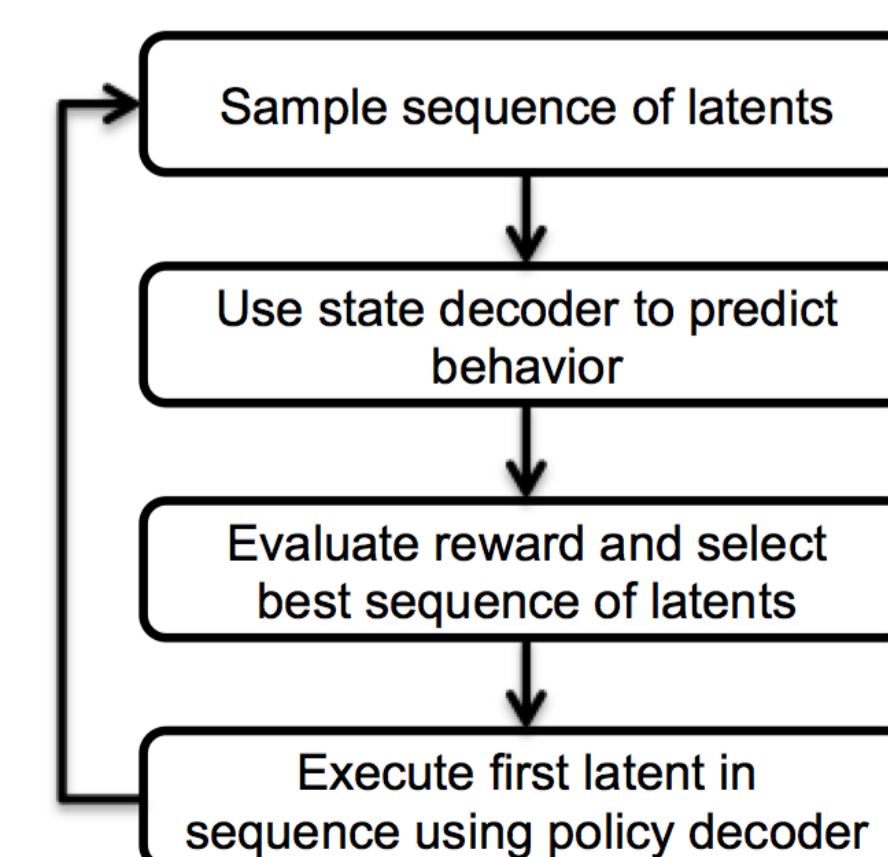 Sample sequence of latents
Use state decoder to predict
behavior
Evaluate reward and select
best sequence of latents
Execute first latent in
sequence using policy decoder